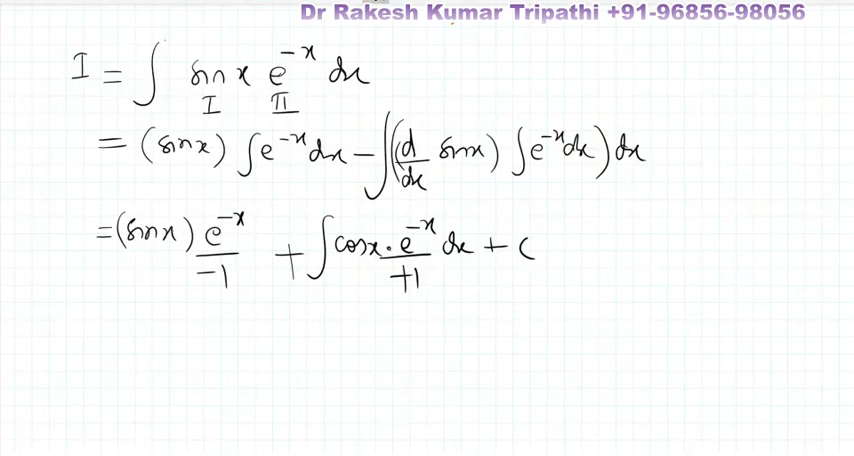 Dr Rakesh Kumar Tripathi +91-96856-98056
I = ∫ sin x e^{-x} dx
I II
= (sin x) ∫ e^{-x} dx - ∫ (d/dx sin x) ∫ e^{-x} dx) dx
= (sin x) e^{-x}/-1 + ∫ cos x · e^{-x}/+1 dx + C